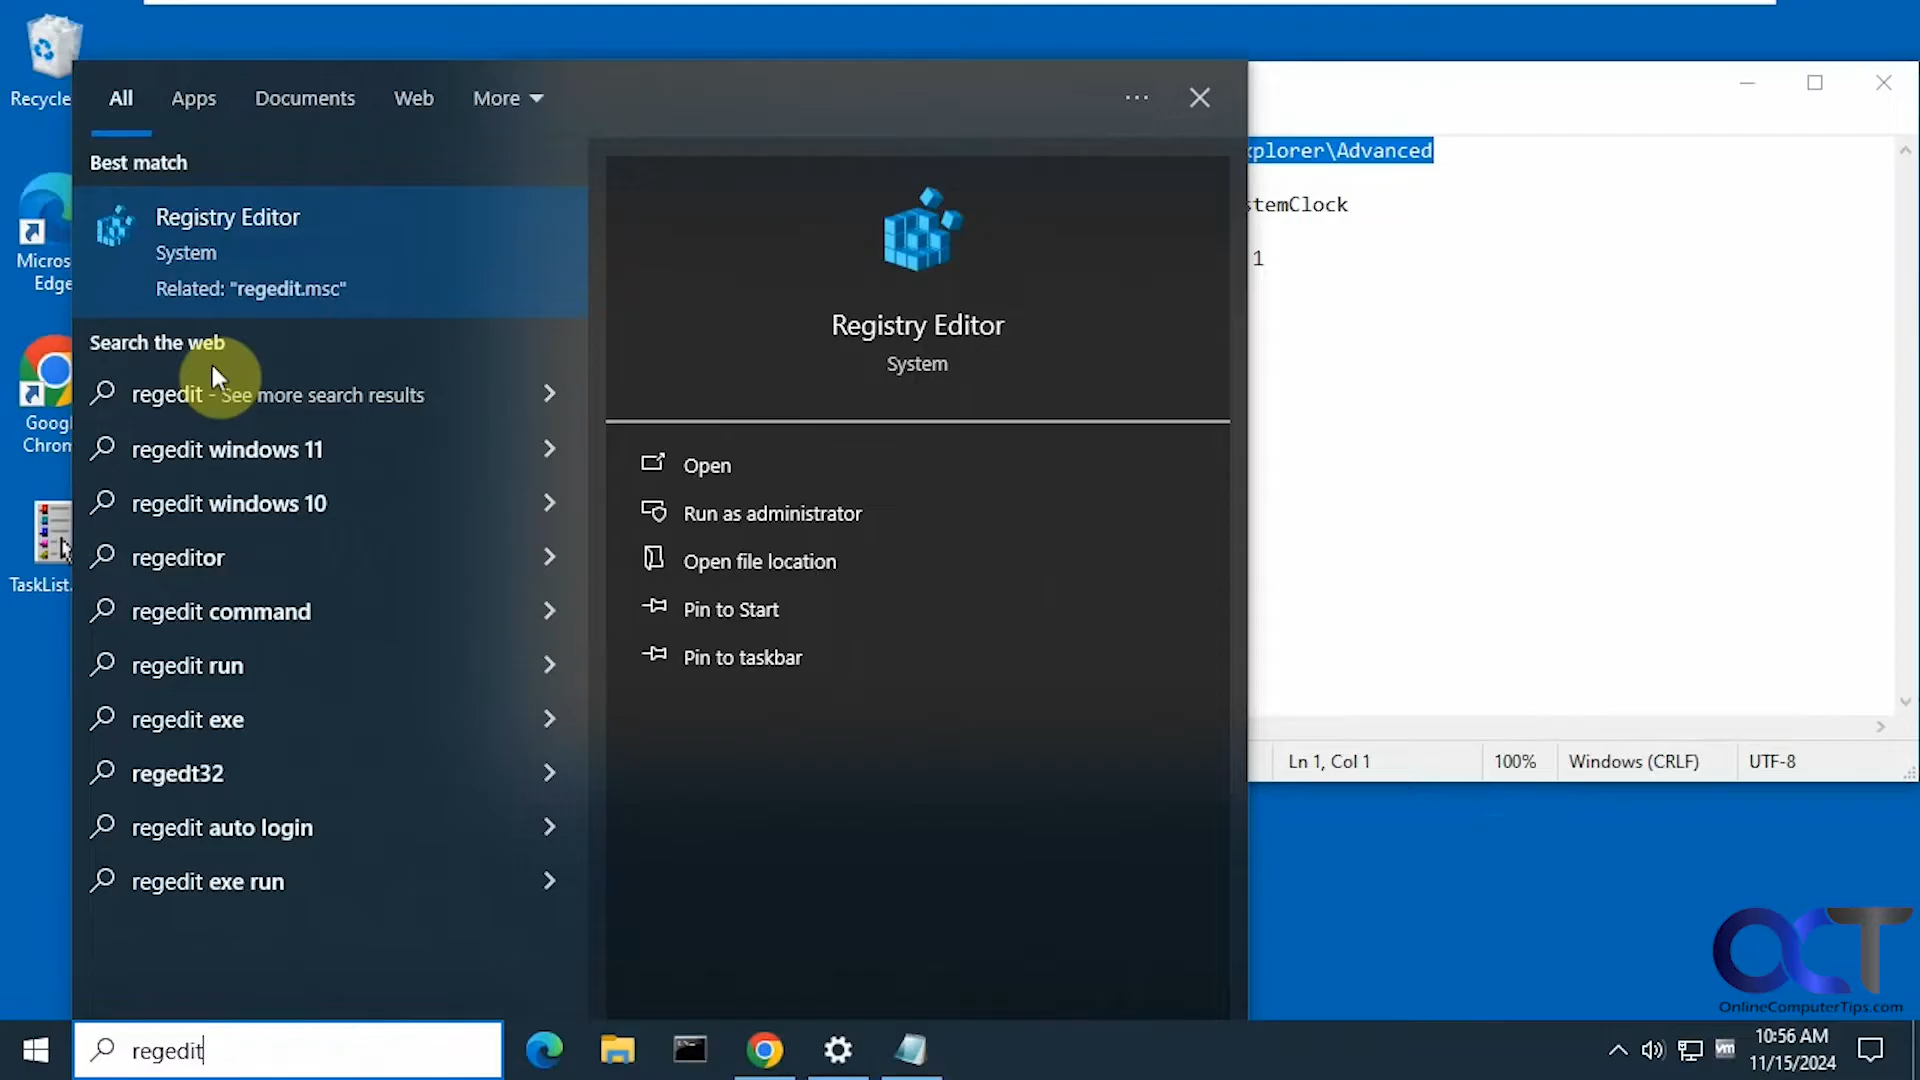 Recycle
Micros
Edge
Googl
Chrom
TaskList.
All Apps Documents Web More
Best match
Registry Editor
System
Related: "regedit.msc"
Search the web
regedit - See more search results
regedit windows 11
regedit windows 10
regeditor
regedit command
regedit run
regedit exe
regedt32
regedit auto login
regedit exe run
Registry Editor
System
Open
Run as administrator
Open file location
Pin to Start
Pin to taskbar
xplorer\Advanced
stemClock
1
Ln 1, Col 1 100% Windows (CRLF) UTF-8
OCT
OnlineComputerTips.com
regedit
vm
10:56 AM
11/15/2024